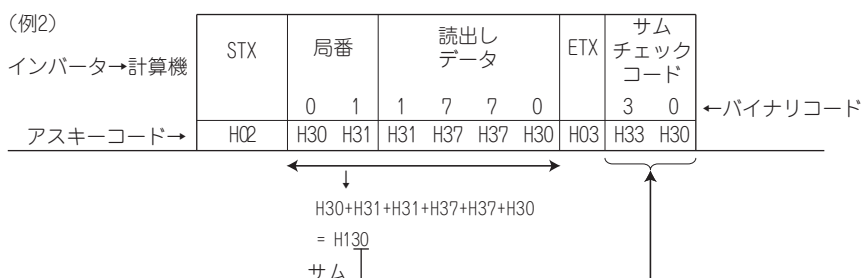 (例2)
インバータ→計算機
STX 局番 読出し データ ETX サム チェック コード
0 1 1 7 7 0 3 0 ←バイナリコード
アスキーコード→ H02 H30 H31 H31 H37 H37 H30 H03 H33 H30
H30+H31+H31+H37+H37+H30
= H130
サム